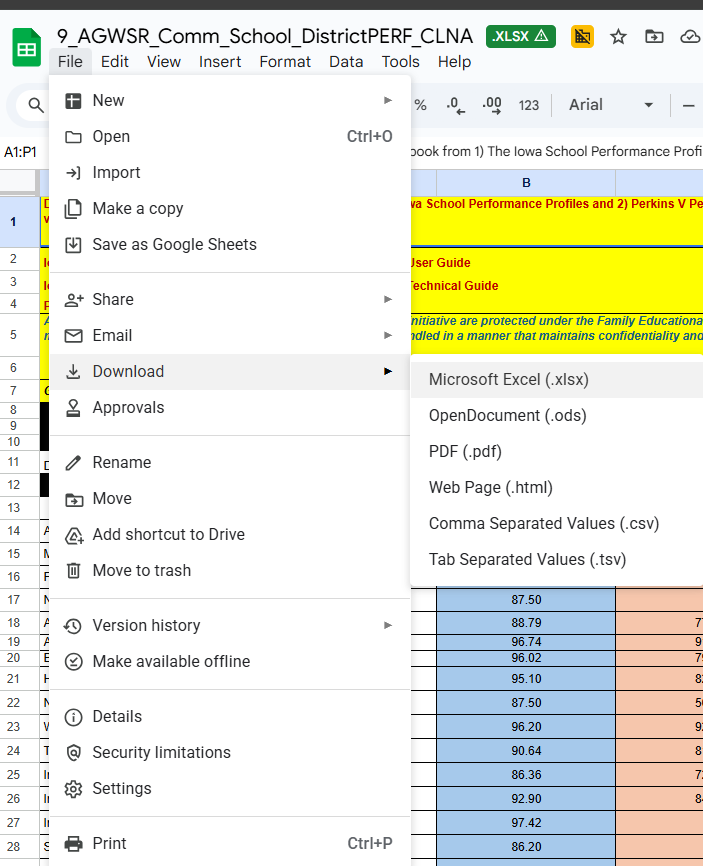 9_AGWSR_Comm_School_DistrictPERF_CLNA .XLSX
File Edit View Insert Format Data Tools Help
% .0 .00 123 Arial
A1:P1 book from 1) The Iowa School Performance Profi
B
1 wa School Performance Profiles and 2) Perkins V Pe
2 User Guide
3 Technical Guide
4
5 nitiative are protected under the Family Educationa
ndled in a manner that maintains confidentiality and
6
7
8
9
10
11
12
13
14
15
16
17 87.50
18 88.79
19 96.74
20 96.02
21 95.10
22 87.50
23 96.20
24 90.64
25 86.36
26 92.90
27 97.42
28 86.20
New
Open Ctrl+O
Import
Make a copy
Save as Google Sheets
Share
Email
Download
Approvals
Rename
Move
Add shortcut to Drive
Move to trash
Version history
Make available offline
Details
Security limitations
Settings
Print Ctrl+P
Microsoft Excel (.xlsx)
OpenDocument (.ods)
PDF (.pdf)
Web Page (.html)
Comma Separated Values (.csv)
Tab Separated Values (.tsv)